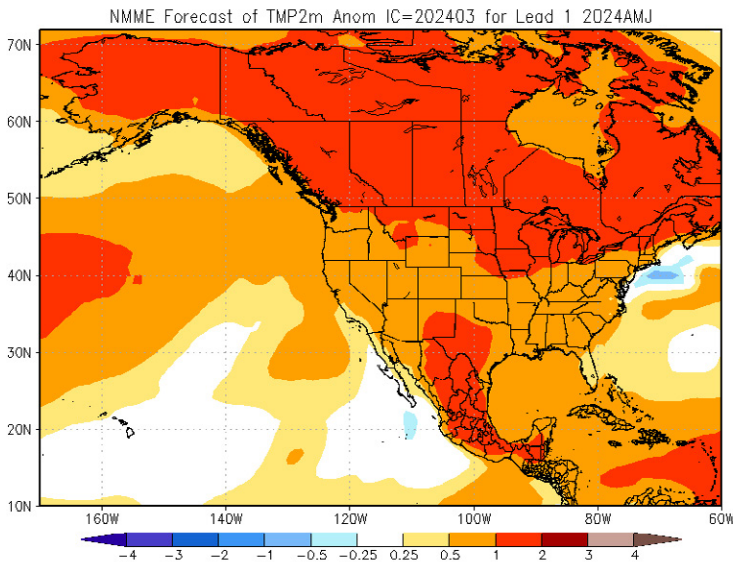 NMME Forecast of TMP2m Anom IC=202403 for Lead 1 2024AMJ
70N
60N
50N
40N
30N
20N
10N
160W 140W 120W 100W 80W 60W
-4 -3 -2 -1 -0.5 -0.25 0.25 0.5 1 2 3 4